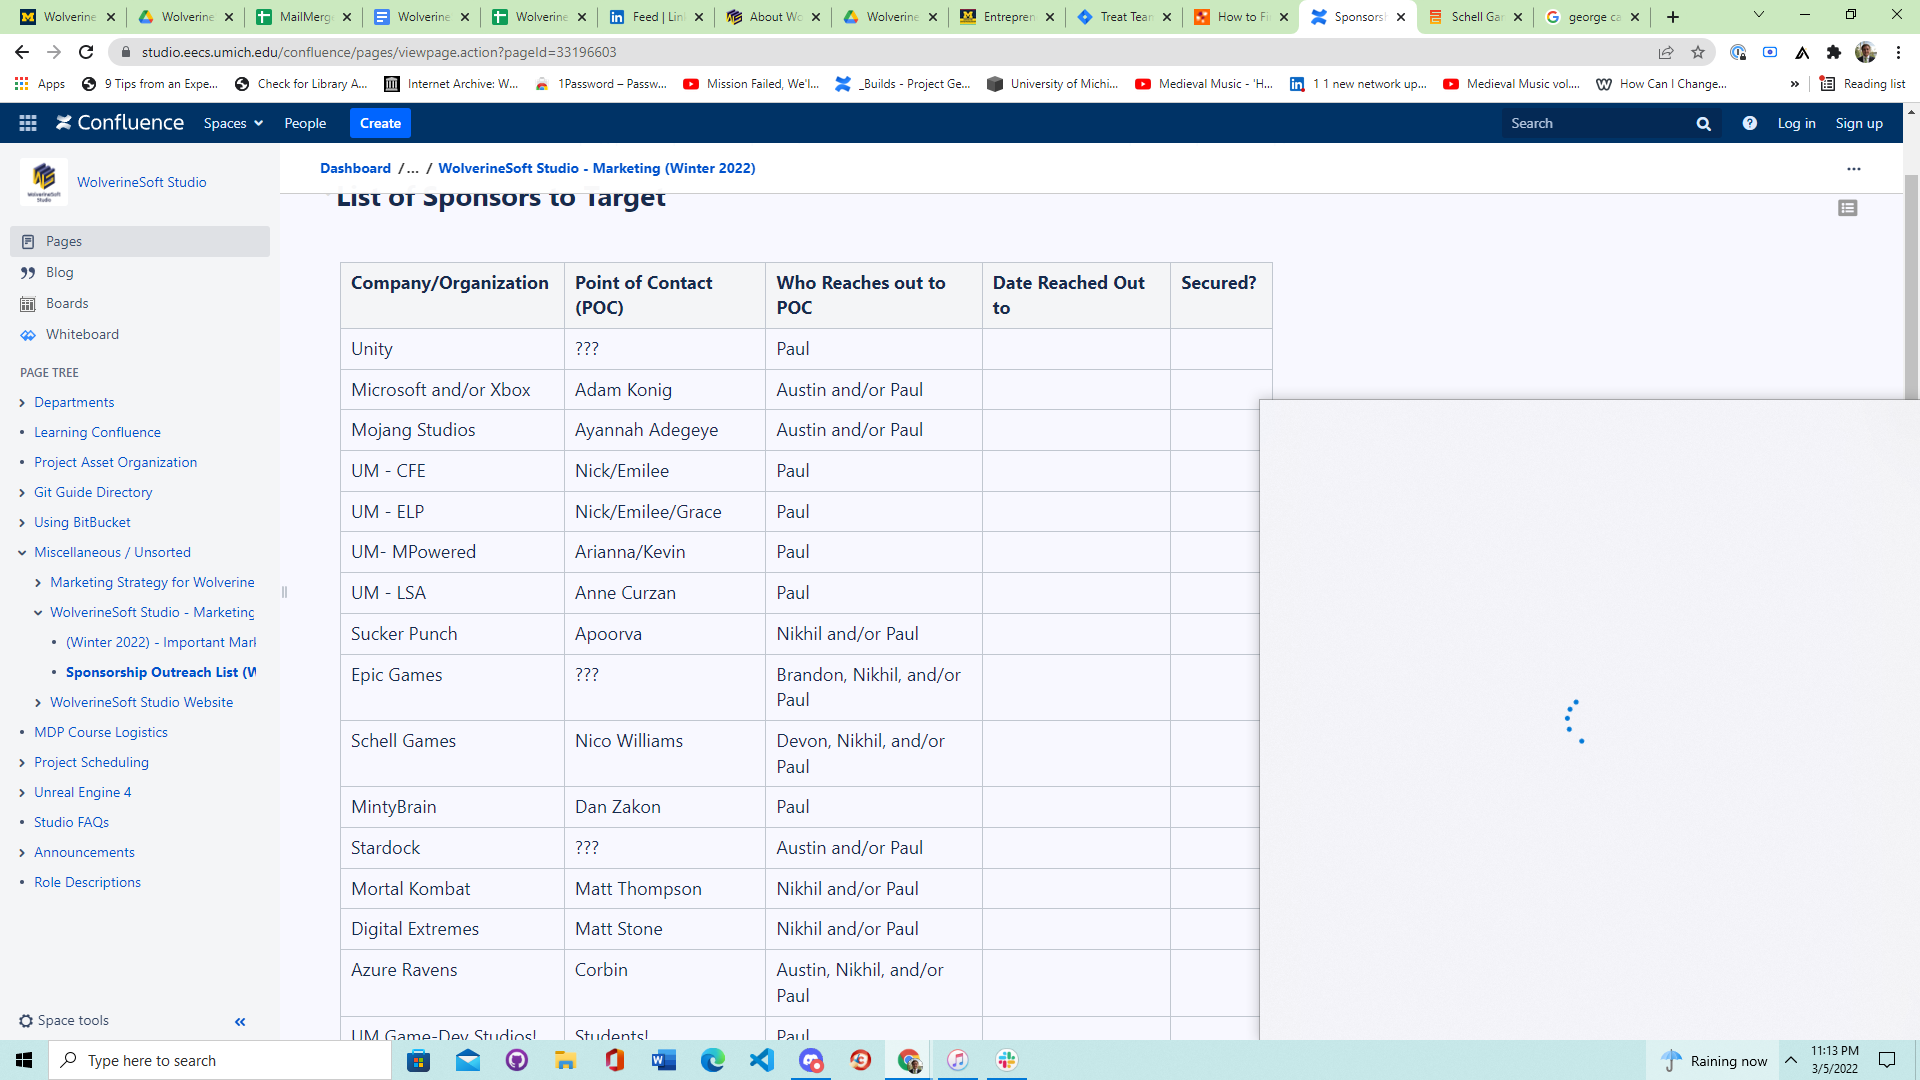 Wolverine
Wolverine
MailMerg
Wolverine
Wolverine
Feed | Lin
About Wo
Wolverine
Entrepren
Treat Tean
How to Fi
Sponsors
Schell Gar
george ca
studio.eecs.umich.edu/confluence/pages/viewpage.action?pageId=33196603
Apps
9 Tips from an Expe...
Check for Library A...
Internet Archive: W...
1Password – Passw...
Mission Failed, We'l...
_Builds - Project Ge...
University of Michi...
Medieval Music - 'H...
1 1 new network up...
Medieval Music vol....
How Can I Change...
»
Reading list
Confluence
Spaces
People
Create
Search
Log in
Sign up
WolverineSoft Studio
Dashboard / ... / WolverineSoft Studio - Marketing (Winter 2022)
List of Sponsors to Target
Pages
Blog
Boards
Whiteboard
PAGE TREE
Departments
Learning Confluence
Project Asset Organization
Git Guide Directory
Using BitBucket
Miscellaneous / Unsorted
Marketing Strategy for Wolverine
WolverineSoft Studio - Marketing
(Winter 2022) - Important Mark
Sponsorship Outreach List (W
WolverineSoft Studio Website
MDP Course Logistics
Project Scheduling
Unreal Engine 4
Studio FAQs
Announcements
Role Descriptions
Space tools
«
Company/Organization
Point of Contact
(POC)
Who Reaches out to
POC
Date Reached Out
to
Secured?
Unity
???
Paul
Microsoft and/or Xbox
Adam Konig
Austin and/or Paul
Mojang Studios
Ayannah Adegeye
Austin and/or Paul
UM - CFE
Nick/Emilee
Paul
UM - ELP
Nick/Emilee/Grace
Paul
UM- MPowered
Arianna/Kevin
Paul
UM - LSA
Anne Curzan
Paul
Sucker Punch
Apoorva
Nikhil and/or Paul
Epic Games
???
Brandon, Nikhil, and/or
Paul
Schell Games
Nico Williams
Devon, Nikhil, and/or
Paul
MintyBrain
Dan Zakon
Paul
Stardock
???
Austin and/or Paul
Mortal Kombat
Matt Thompson
Nikhil and/or Paul
Digital Extremes
Matt Stone
Nikhil and/or Paul
Azure Ravens
Corbin
Austin, Nikhil, and/or
Paul
UM Game-Dev Studios!
Students!
Paul
Type here to search
Raining now
11:13 PM
3/5/2022